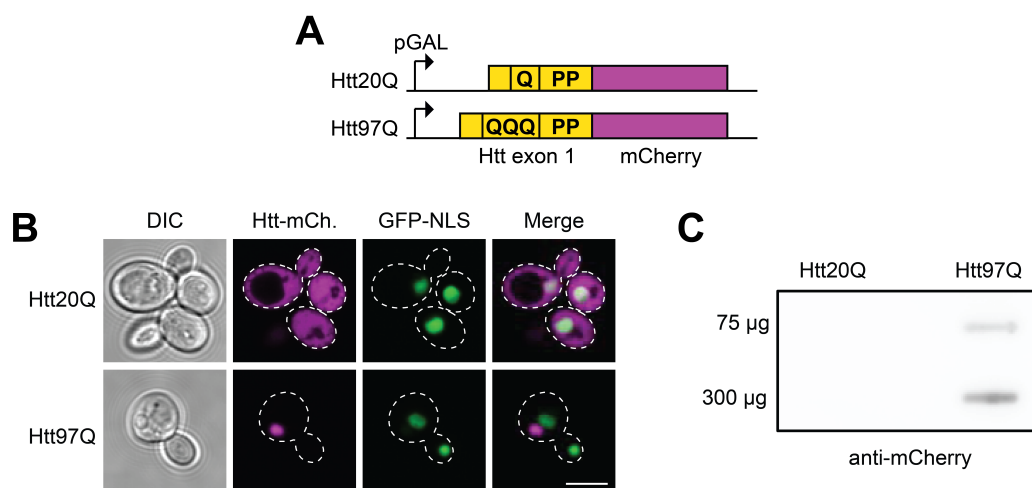 A
pGAL
Htt20Q
Q PP
Htt97Q
QQQ PP
Htt exon 1 mCherry
B
DIC Htt-mCh. GFP-NLS Merge
Htt20Q
Htt97Q
C
Htt20Q Htt97Q
75 µg
300 µg
anti-mCherry